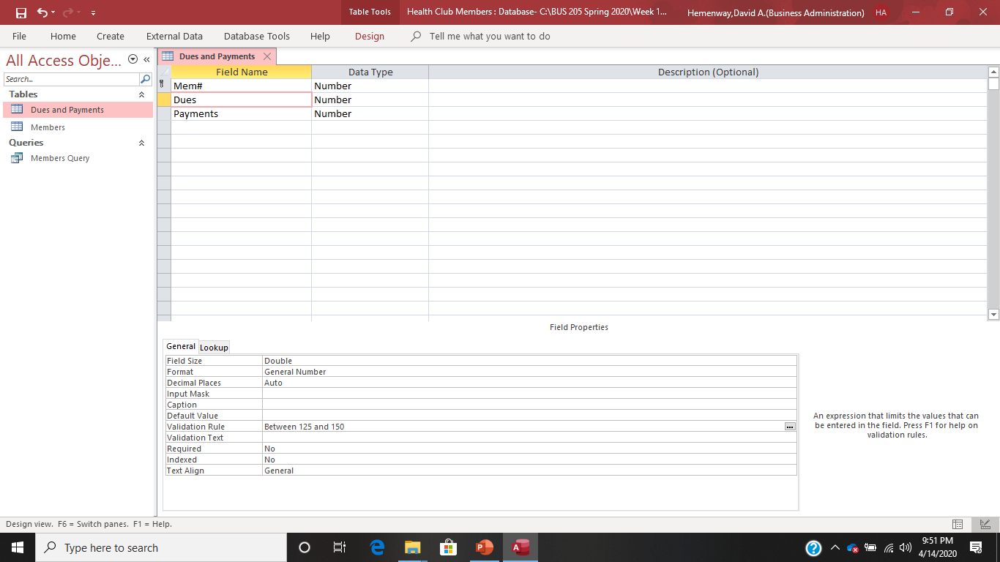 Table Tools
Health Club Members : Database- C:\BUS 205 Spring 2020\Week 1...
Hemenway,David A.(Business Administration)
HA
File Home Create External Data Database Tools Help Design Tell me what you want to do
All Access Obje...
Search...
Tables
Dues and Payments
Members
Queries
Members Query
Dues and Payments
Field Name Data Type Description (Optional)
Mem# Number
Dues Number
Payments Number
Field Properties
General Lookup
Field Size Double
Format General Number
Decimal Places Auto
Input Mask
Caption
Default Value
Validation Rule Between 125 and 150 ...
Validation Text
Required No
Indexed No
Text Align General
An expression that limits the values that can
be entered in the field. Press F1 for help on
validation rules.
Design view. F6 = Switch panes. F1 = Help.
Type here to search
9:51 PM
4/14/2020